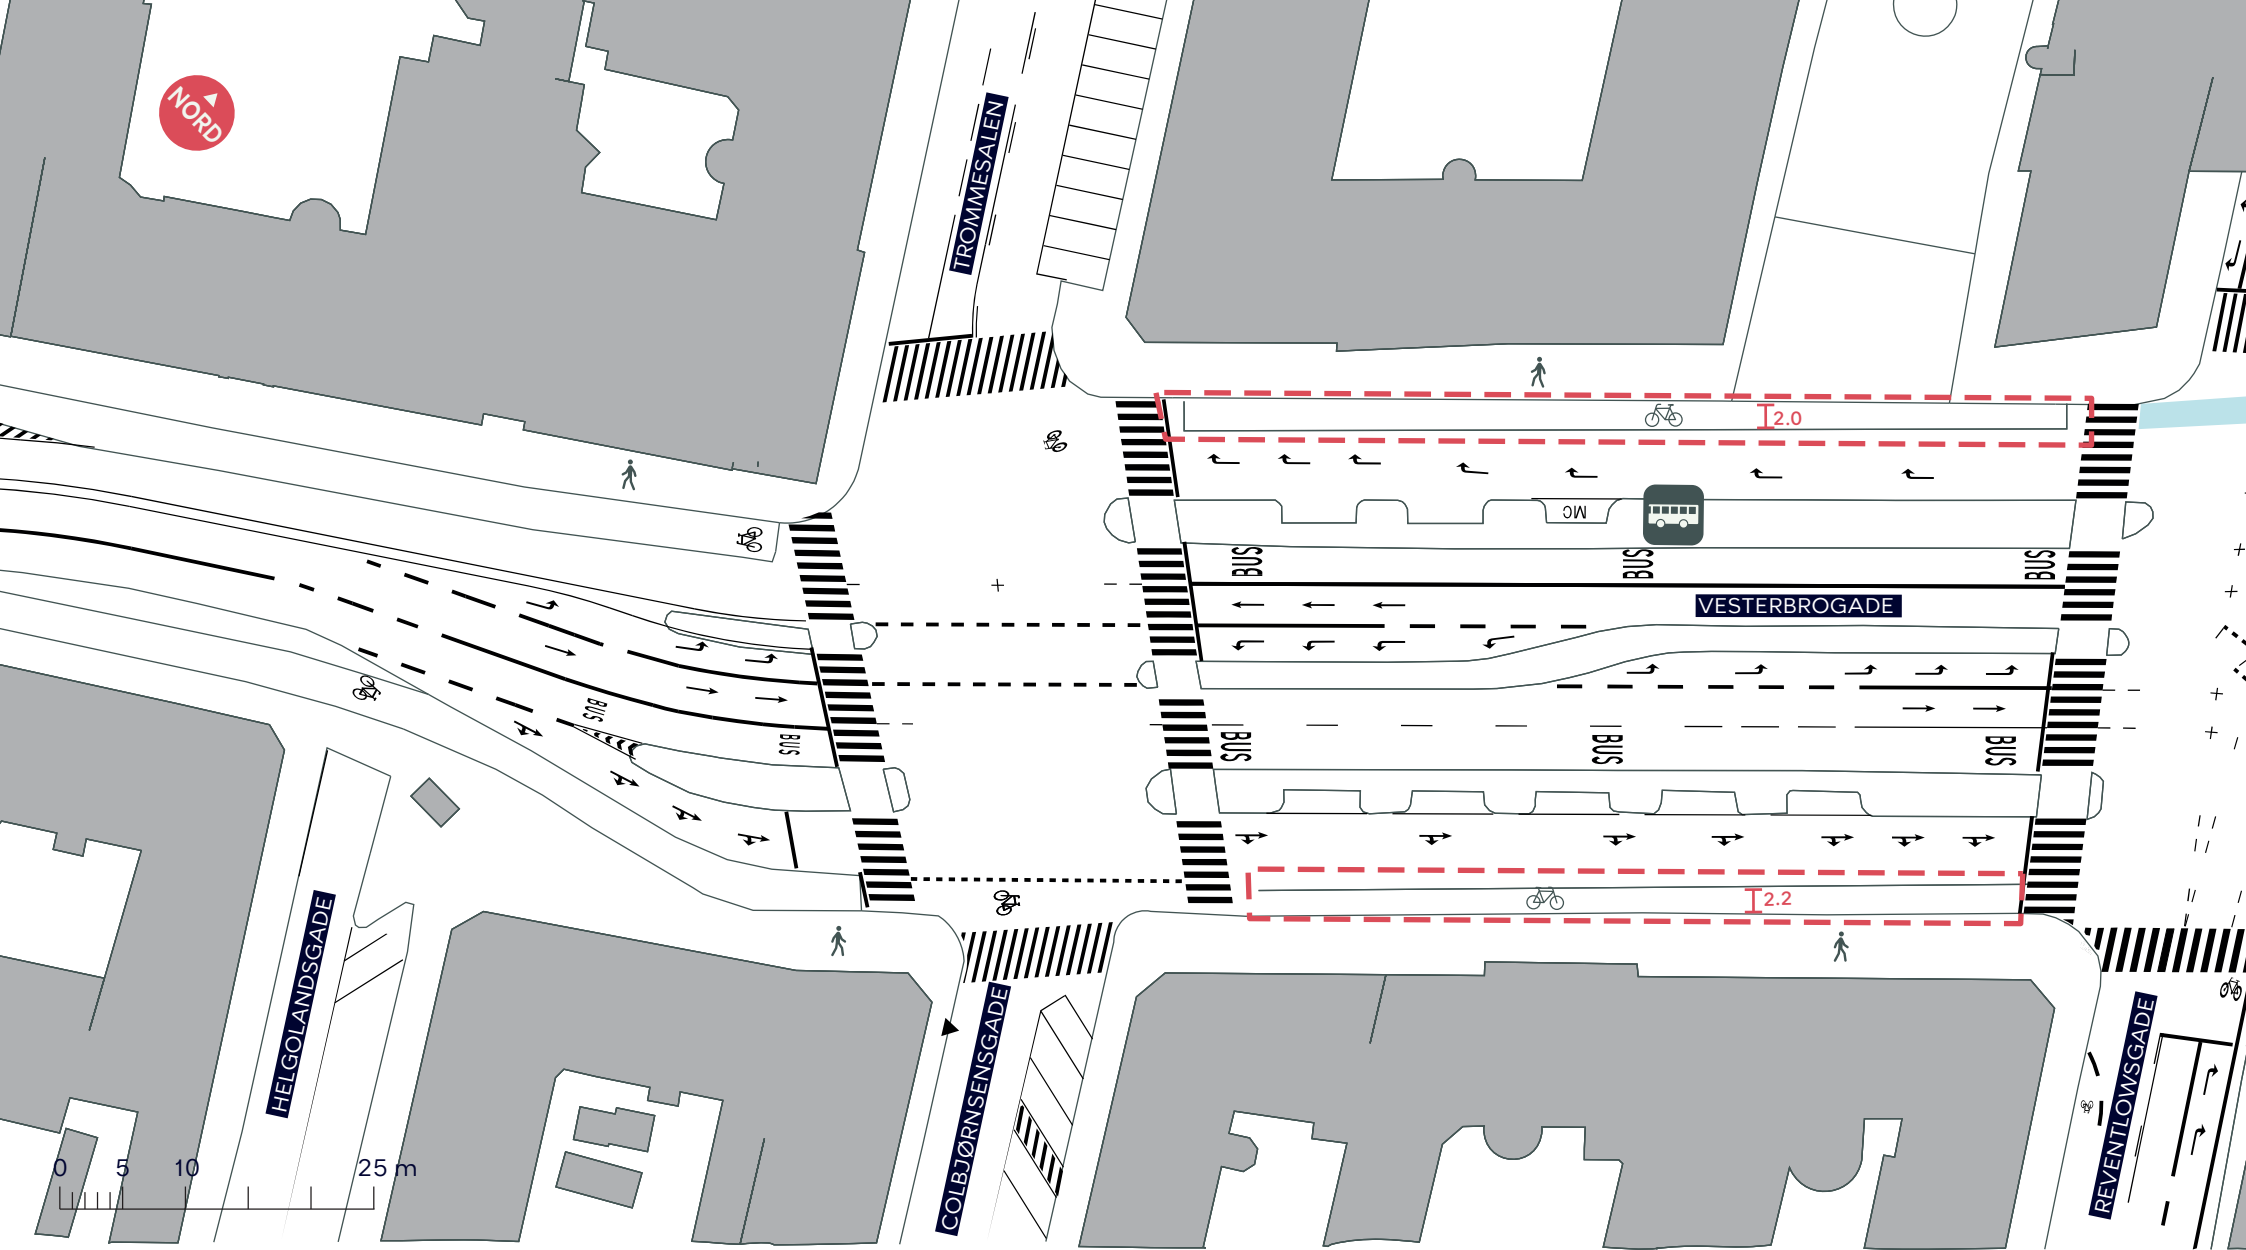 NORD
TROMMESALEN
2.0
MC
BUS
BUS
BUS
VESTERBROGADE
BUS
BUS
BUS
BUS
BUS
2.2
HELGOLANDSGADE
COLBJØRNSENSGADE
REVENTLOWSGADE
0 5 10 25 m